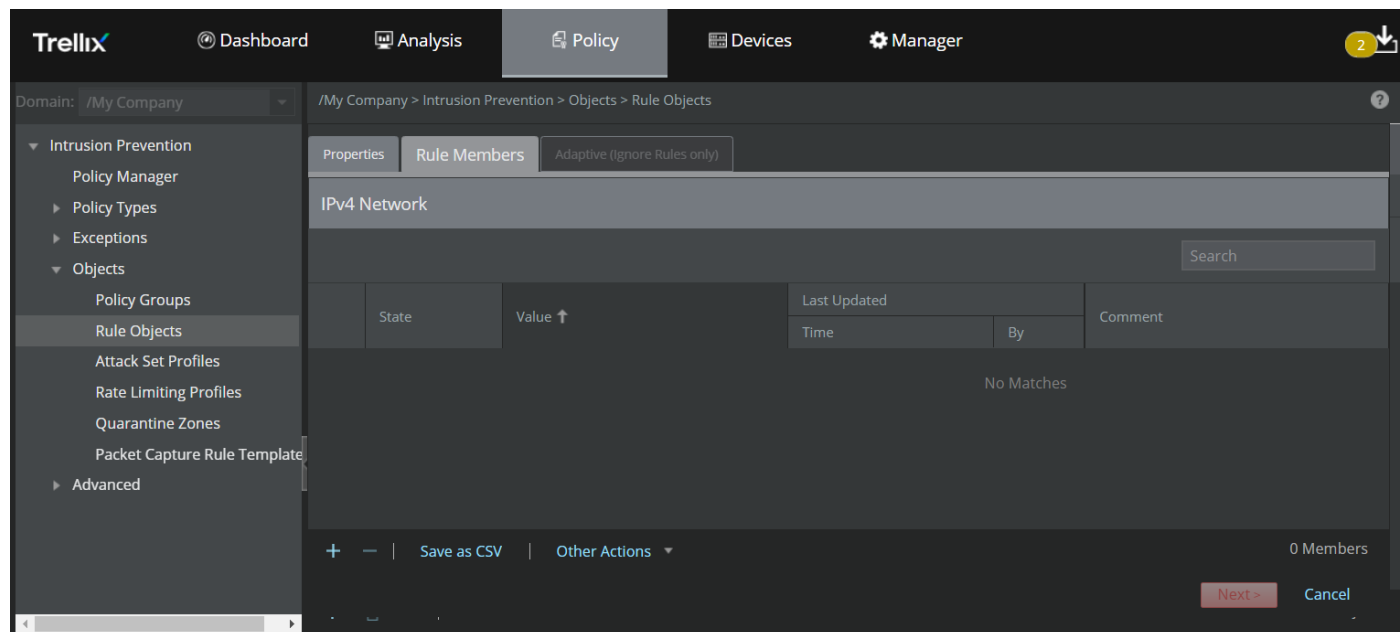 Trellix Dashboard Analysis Policy Devices Manager 2
Domain: /My Company /My Company > Intrusion Prevention > Objects > Rule Objects ?
Intrusion Prevention
Policy Manager
Policy Types
Exceptions
Objects
Policy Groups
Rule Objects
Attack Set Profiles
Rate Limiting Profiles
Quarantine Zones
Packet Capture Rule Template
Advanced
Properties Rule Members Adaptive (Ignore Rules only)
IPv4 Network
Search
State Value Last Updated Comment
Time By
No Matches
+ − | Save as CSV | Other Actions 0 Members
Next > Cancel